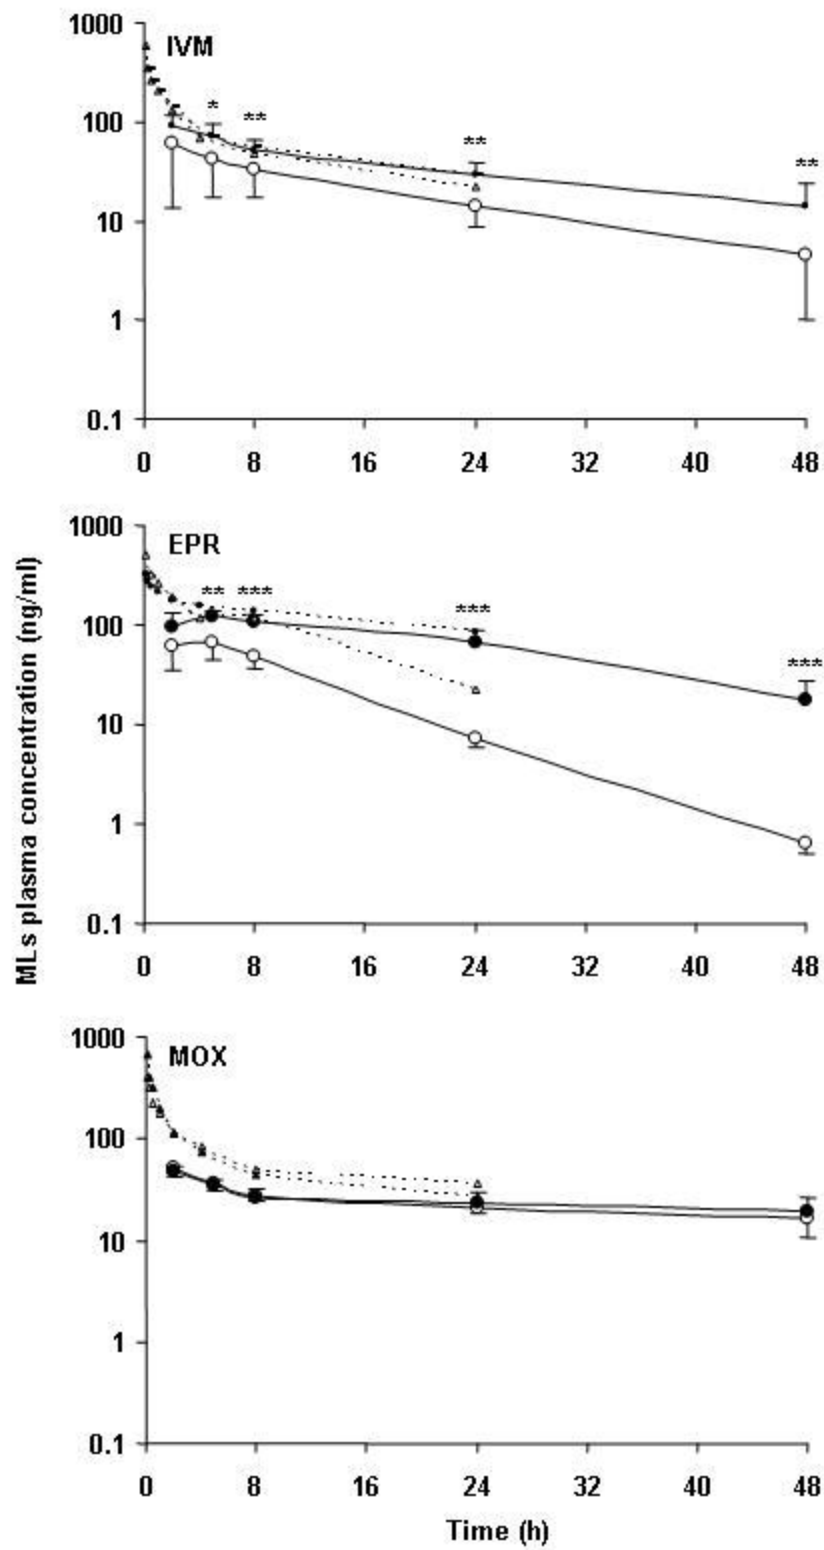 MLs plasma concentration (ng/ml)
1000
IVM
100
* ** ** **
10
1
0.1
0 8 16 24 32 40 48
1000
EPR
** *** *** ***
100
10
1
0.1
0 8 16 24 32 40 48
1000
MOX
100
10
1
0.1
0 8 16 24 32 40 48
Time (h)